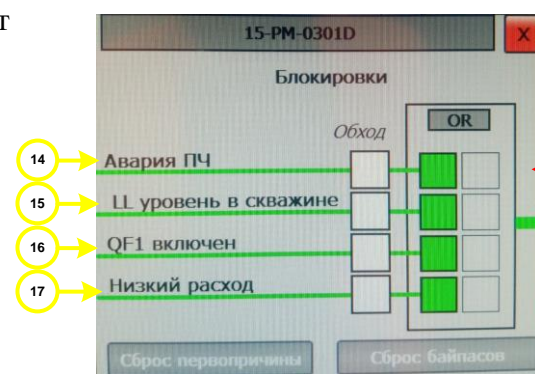 т
15-PM-0301D
X
Блокировки
Обход
OR
14
Авария ПЧ
15
LL уровень в скважине
16
QF1 включен
17
Низкий расход
Сброс первопричины
Сброс байпасов